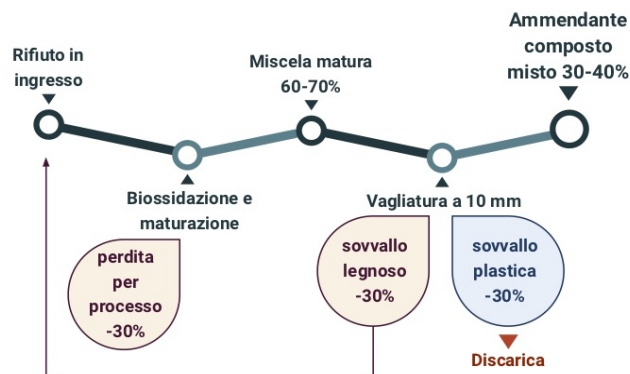 Rifiuto in
ingresso
Biossidazione e
maturazione
perdita
per
processo
-30%
Miscela matura
60-70%
Vagliatura a 10 mm
sovvallo
legnoso
-30%
sovvallo
plastica
-30%
Discarica
Ammendante
composto
misto 30-40%